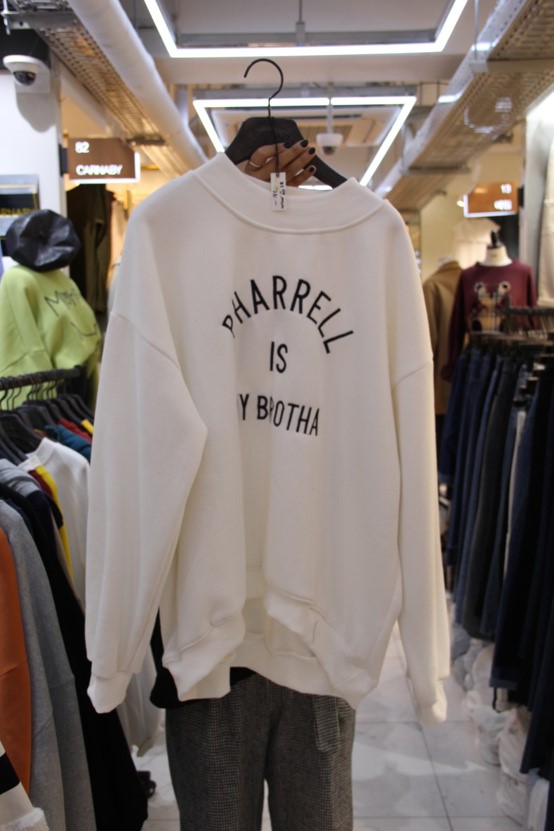 82
CARNABY
PHARRELL
IS
Y BROTHA